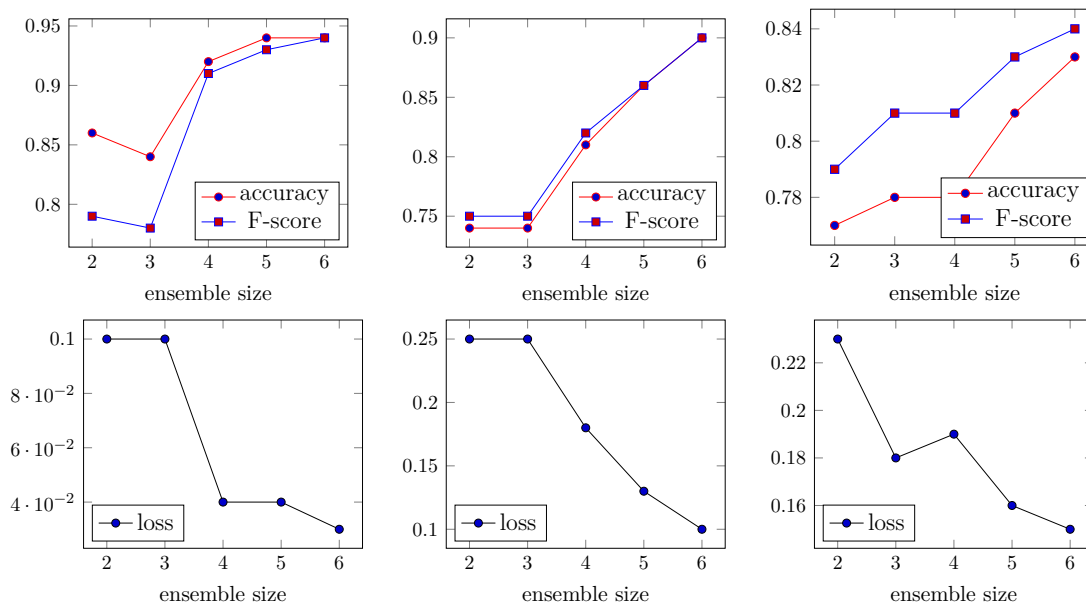 0.95
0.9
0.85
0.8
accuracy
F-score
2 3 4 5 6
ensemble size
0.9
0.85
0.8
0.75
accuracy
F-score
2 3 4 5 6
ensemble size
0.84
0.82
0.8
0.78
accuracy
F-score
2 3 4 5 6
ensemble size
0.1
8 · 10⁻²
6 · 10⁻²
4 · 10⁻²
loss
2 3 4 5 6
ensemble size
0.25
0.2
0.15
0.1
loss
2 3 4 5 6
ensemble size
0.22
0.2
0.18
0.16
loss
2 3 4 5 6
ensemble size